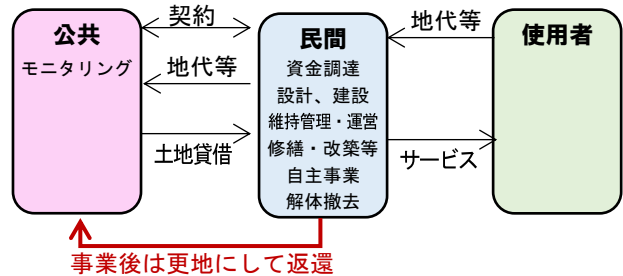 公共
モニタリング
契約
地代等
土地貸借
民間
資金調達
設計、建設
維持管理・運営
修繕・改築等
自主事業
解体撤去
地代等
サービス
使用者
事業後は更地にして返還